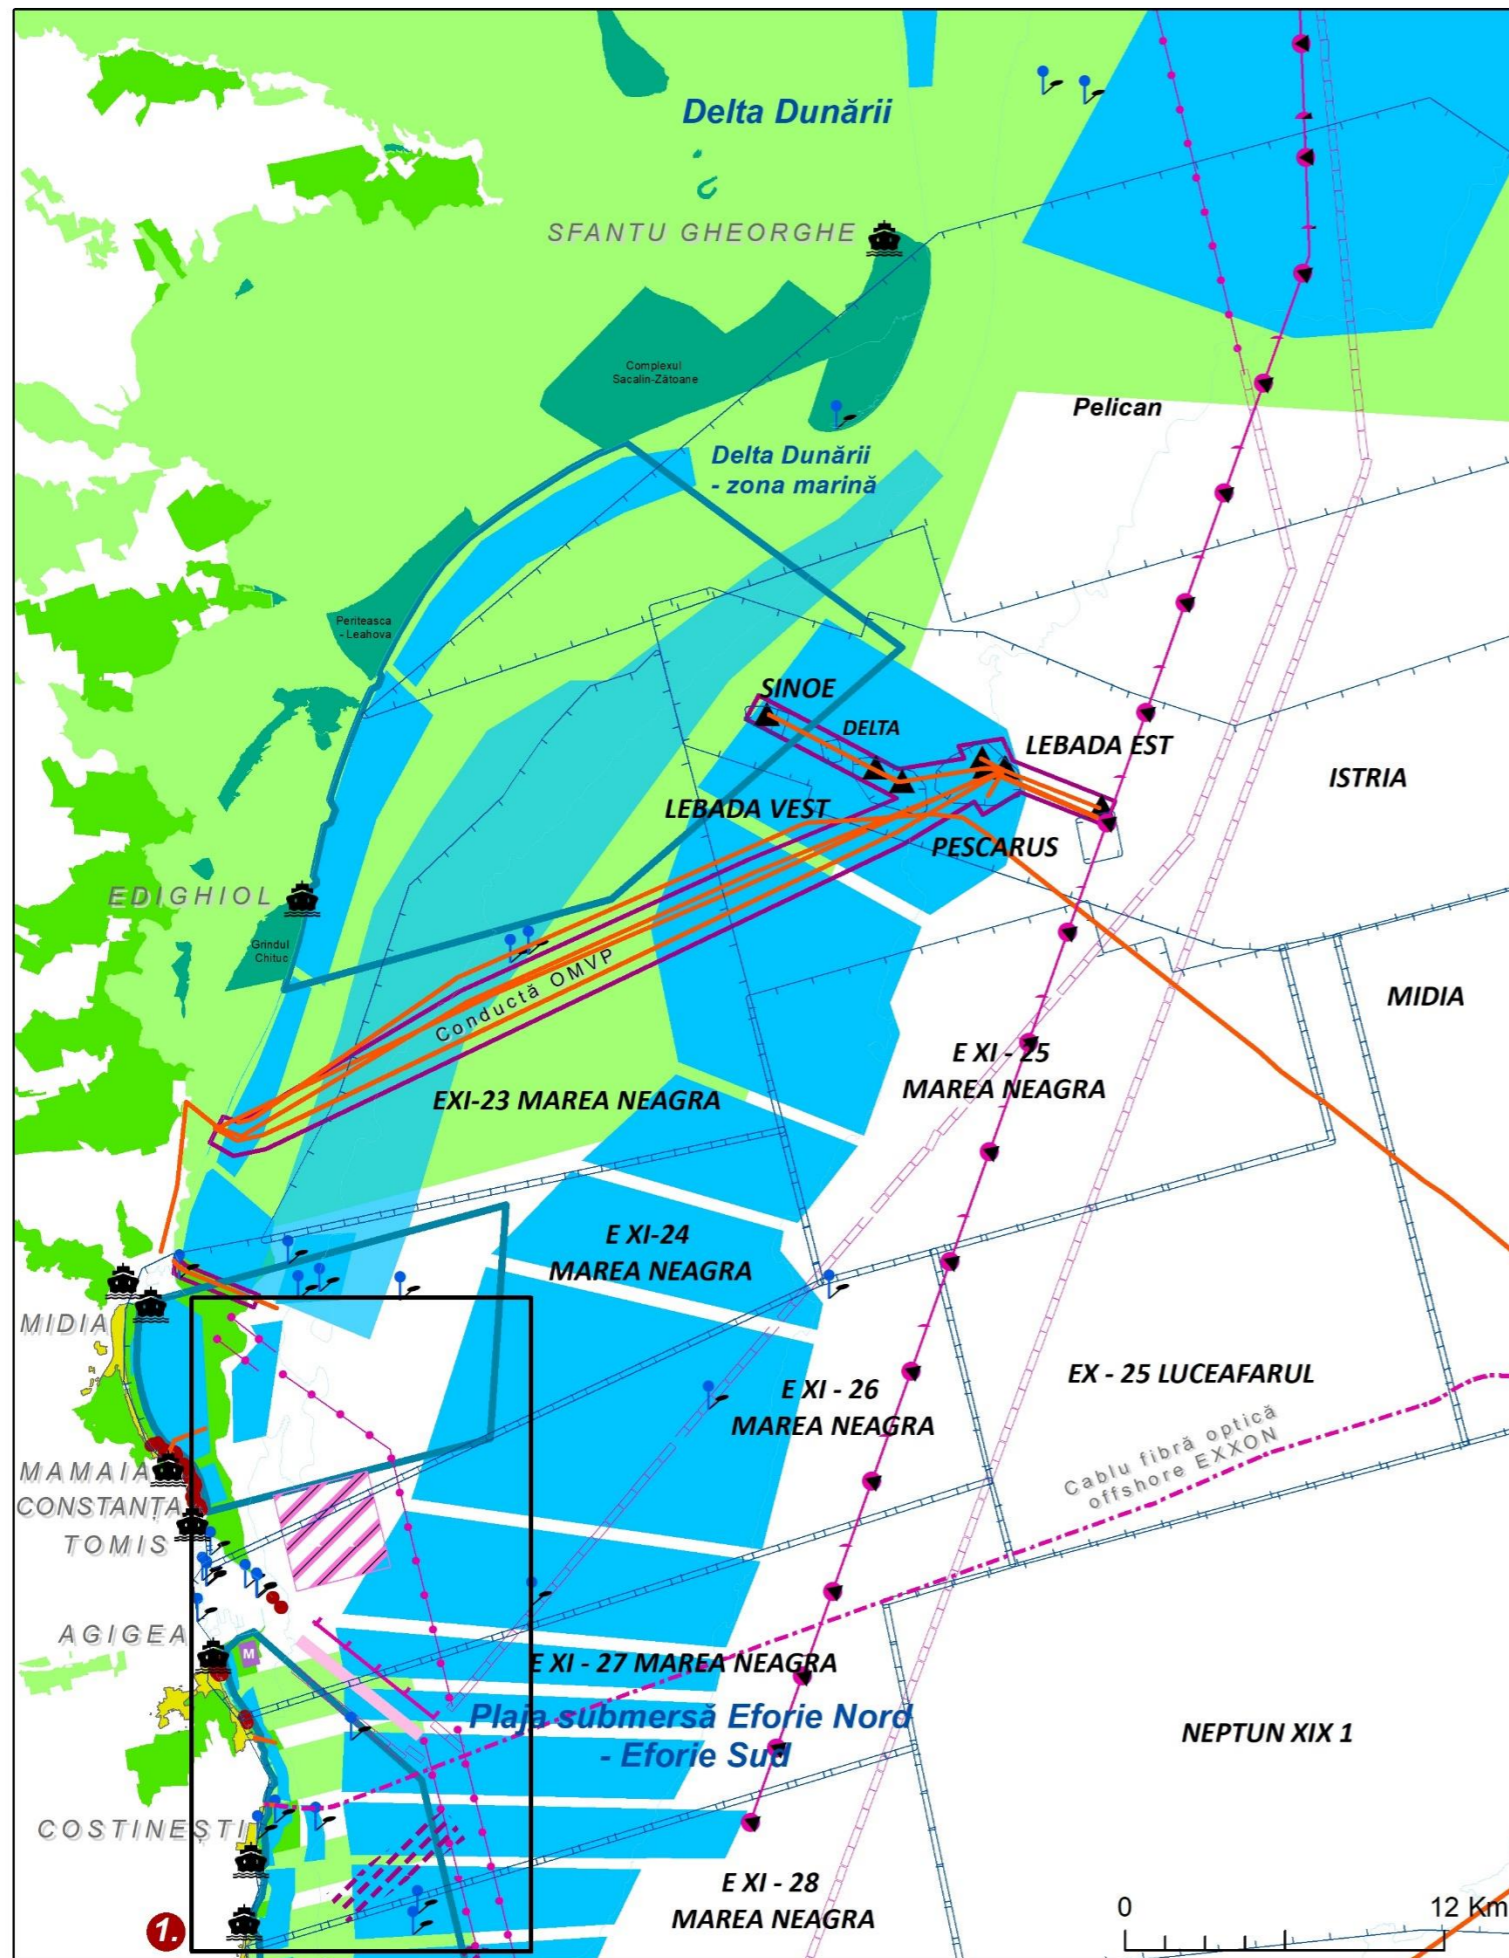 Delta Dunării
SFANTU GHEORGHE
Complexul
Sacalin-Zătoane
Pelican
Delta Dunării
- zona marină
Periteasca
- Leahova
SINOE
DELTA
LEBADA EST
ISTRIA
LEBADA VEST
PESCARUS
EDIGHIOL
Grindul
Chituc
Conductă OMVP
MIDIA
E XI - 25
MAREA NEAGRA
EXI-23 MAREA NEAGRA
E XI-24
MAREA NEAGRA
MIDIA
EX - 25 LUCEAFARUL
E XI - 26
MAREA NEAGRA
Cablu fibră optică
offshore EXXON
MAMAIA
CONSTANȚA
TOMIS
AGIGEA
M
E XI - 27 MAREA NEAGRA
Plaja submersă Eforie Nord
- Eforie Sud
NEPTUN XIX 1
COSTINEȘTI
E XI - 28
MAREA NEAGRA
1.
0 12 Km